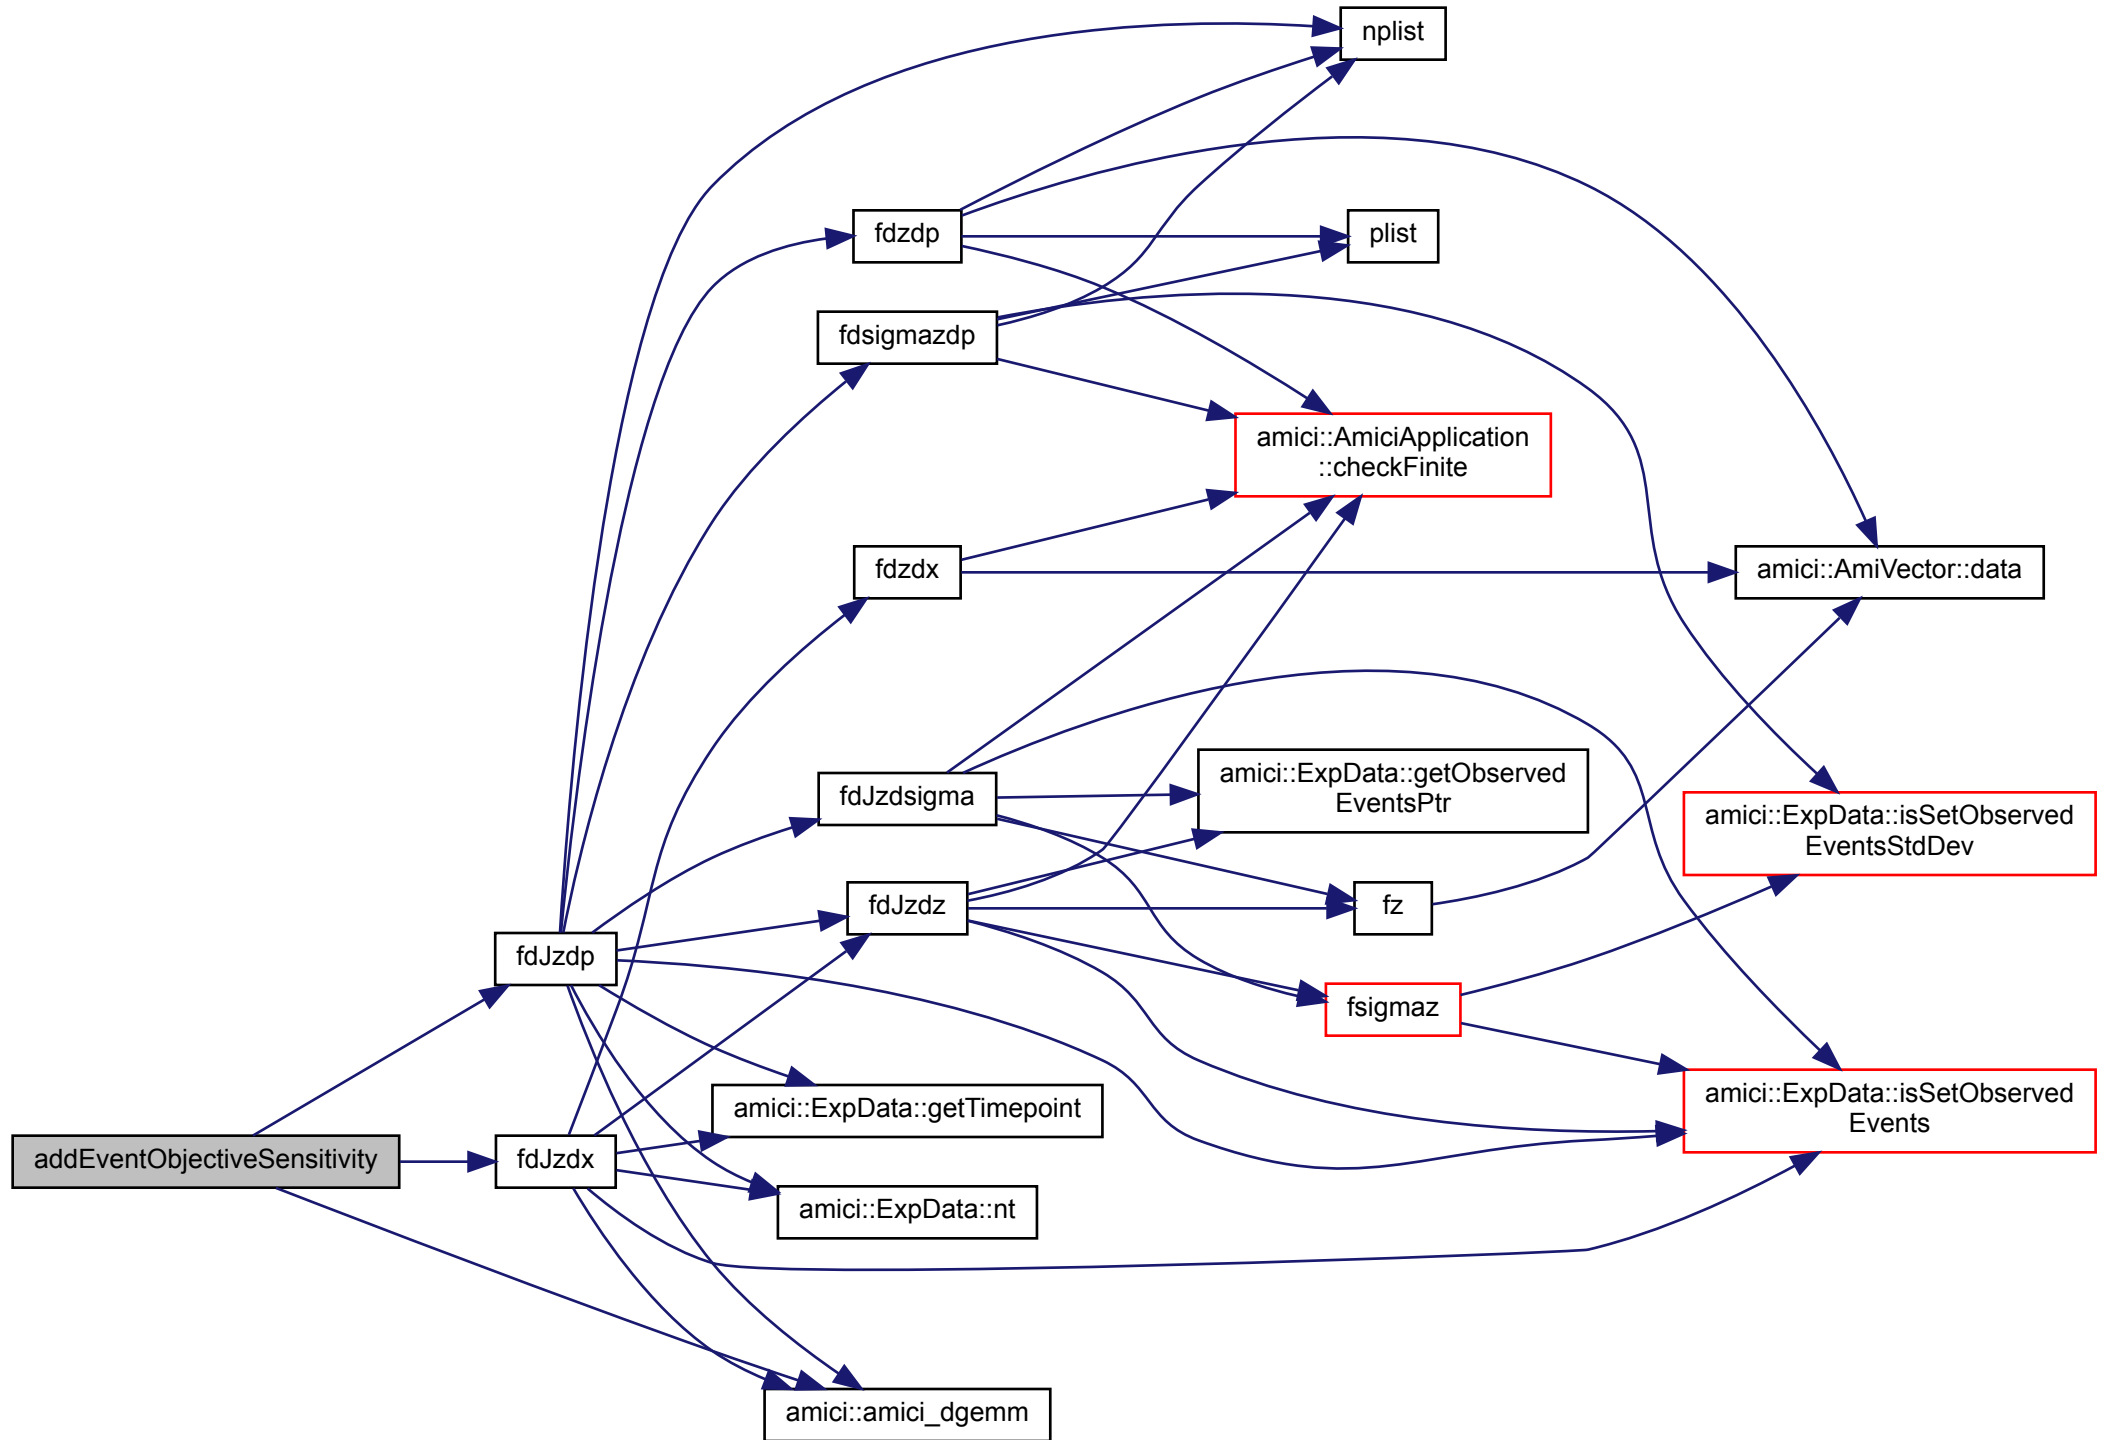 nplist
fdzdp
plist
fdsigmazdp
amici::AmiciApplication
::checkFinite
fdzdx
amici::AmiVector::data
fdJzdsigma
amici::ExpData::getObserved
EventsPtr
amici::ExpData::isSetObserved
EventsStdDev
fdJzdz
fz
fdJzdp
fsigmaz
amici::ExpData::getTimepoint
amici::ExpData::isSetObserved
Events
addEventObjectiveSensitivity
fdJzdx
amici::ExpData::nt
amici::amici_dgemm